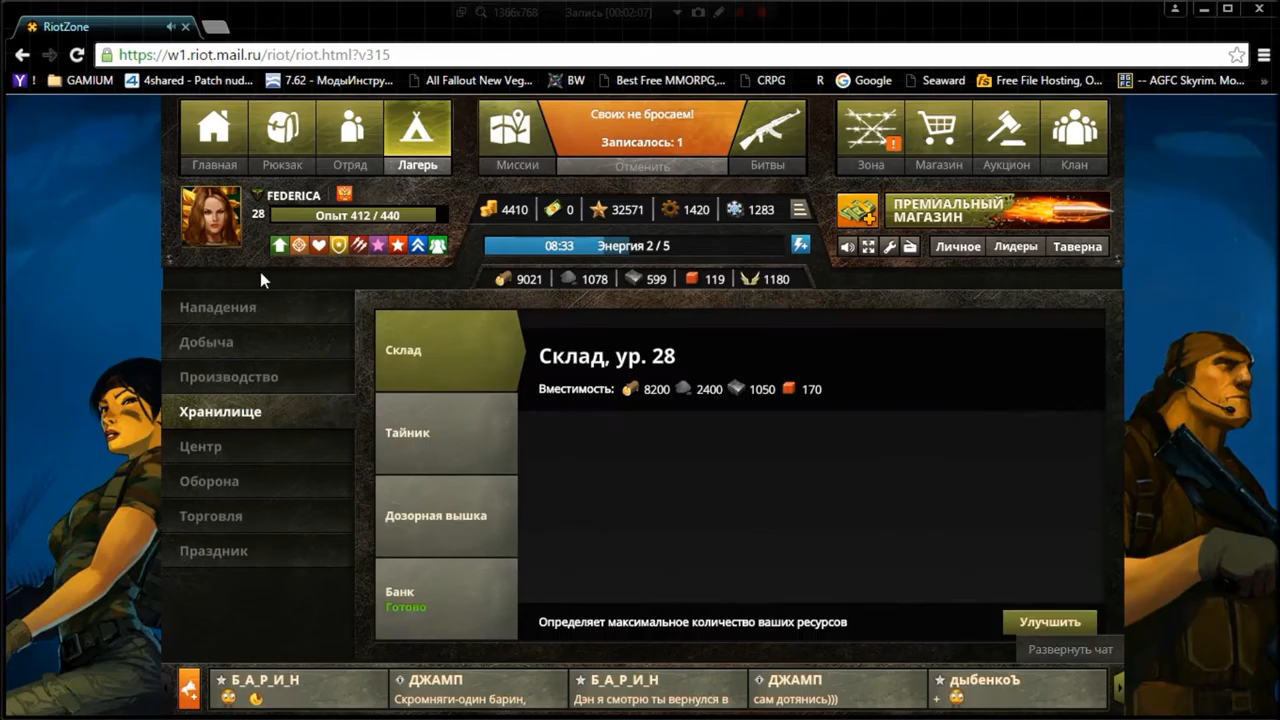 1366x768 Запись [00:02:07]
RiotZone
https://w1.riot.mail.ru/riot/riot.html?v315
! GAMIUM 4shared - Patch nud... 7.62 - МодыИнстру... All Fallout New Veg... BW Best Free MMORPG,... CRPG R Google Seaward Free File Hosting, O... -- AGFC Skyrim. Mo... »
Своих не бросаем!
Записалось: 1
Главная Рюкзак Отряд Лагерь Миссии Отменить Битвы Зона Магазин Аукцион Клан
FEDERICA
28 Опыт 412 / 440
4410 0 32571 1420 1283
ПРЕМИАЛЬНЫЙ
МАГАЗИН
08:33 Энергия 2 / 5
Личное Лидеры Таверна
9021 1078 599 119 1180
Нападения
Добыча
Производство
Хранилище
Центр
Оборона
Торговля
Праздник
Склад
Тайник
Дозорная вышка
Банк
Готово
Склад, ур. 28
Вместимость: 8200 2400 1050 170
Определяет максимальное количество ваших ресурсов
Улучшить
Развернуть чат
Б_А_Р_И_Н
ДЖАМП
Скромняги-один барин,
Б_А_Р_И_Н
Дэн я смотрю ты вернулся в
ДЖАМП
сам дотянись)))
дыбенкоЪ
+